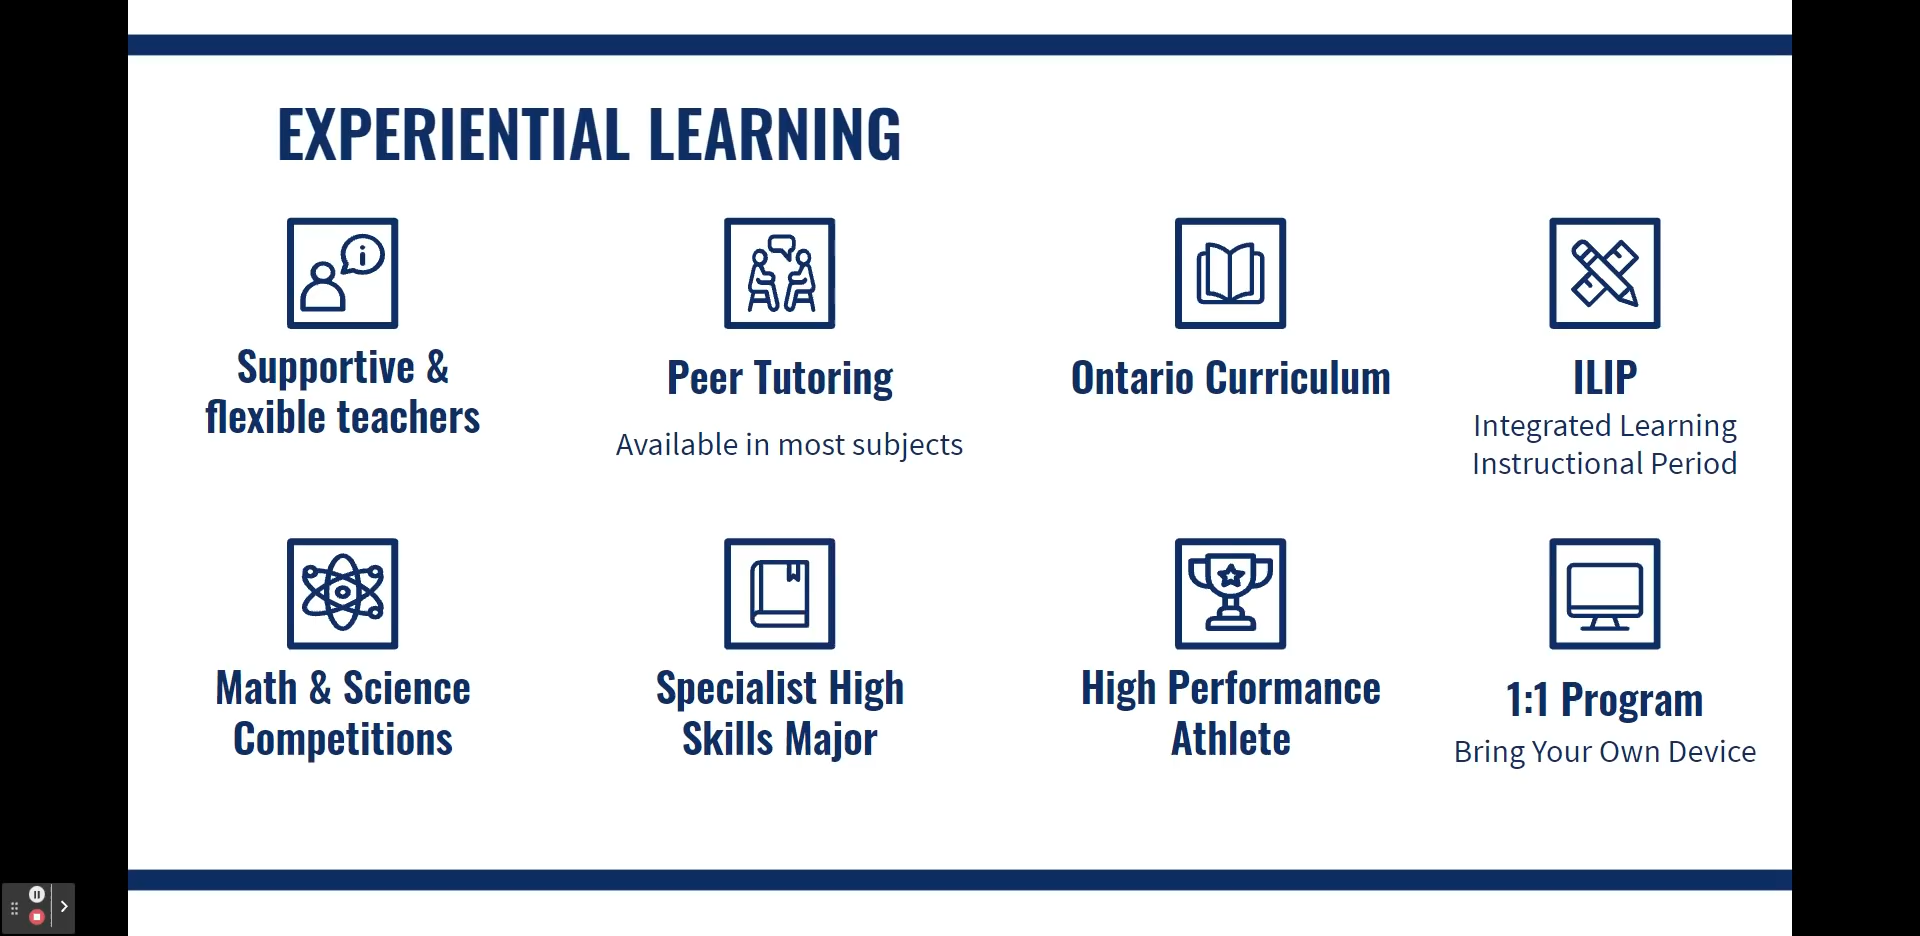 EXPERIENTIAL LEARNING
Supportive &
flexible teachers
Peer Tutoring
Available in most subjects
Ontario Curriculum
ILIP
Integrated Learning
Instructional Period
Math & Science
Competitions
Specialist High
Skills Major
High Performance
Athlete
1:1 Program
Bring Your Own Device